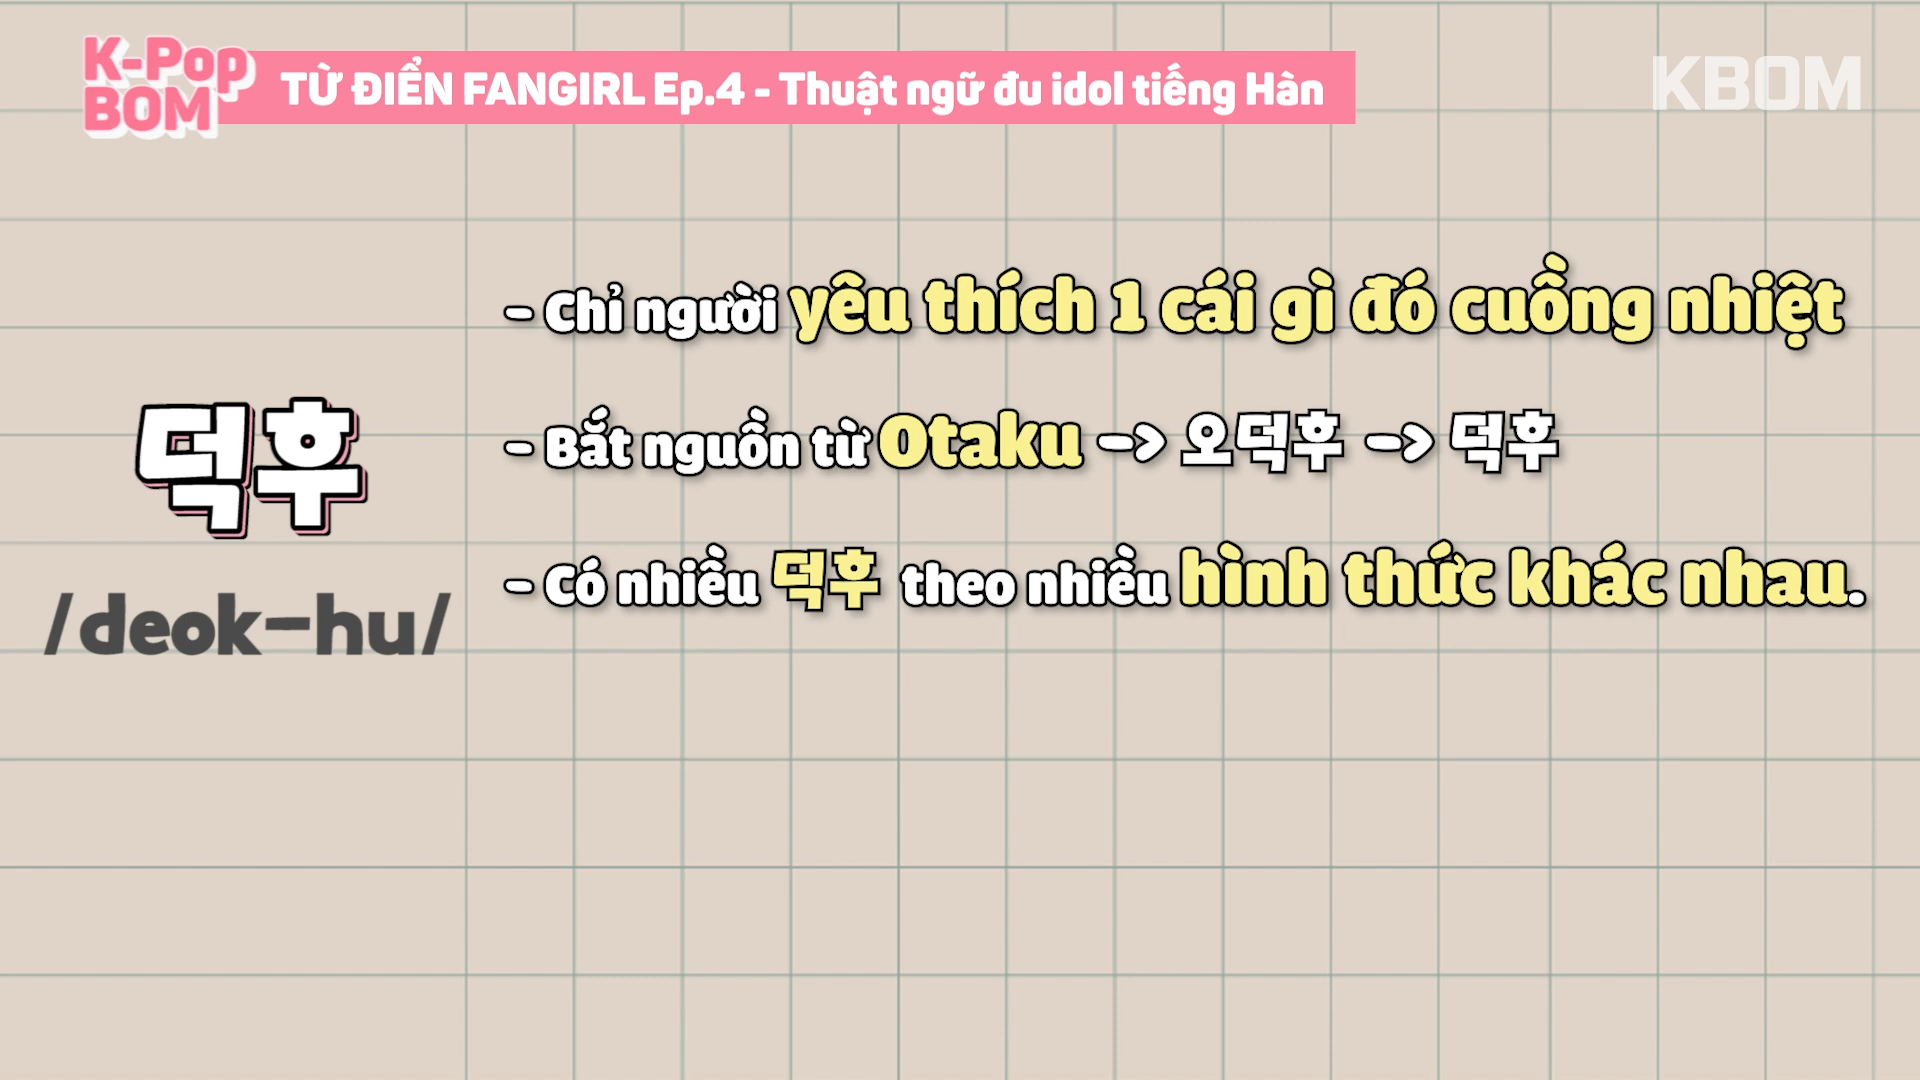 K-Pop
BOM
TỪ ĐIỂN FANGIRL Ep.4 - Thuật ngữ đu idol tiếng Hàn
KBOM
덕후
/deok-hu/
- Chỉ người yêu thích 1 cái gì đó cuồng nhiệt
- Bắt nguồn từ Otaku -> 오덕후 -> 덕후
- Có nhiều 덕후 theo nhiều hình thức khác nhau.